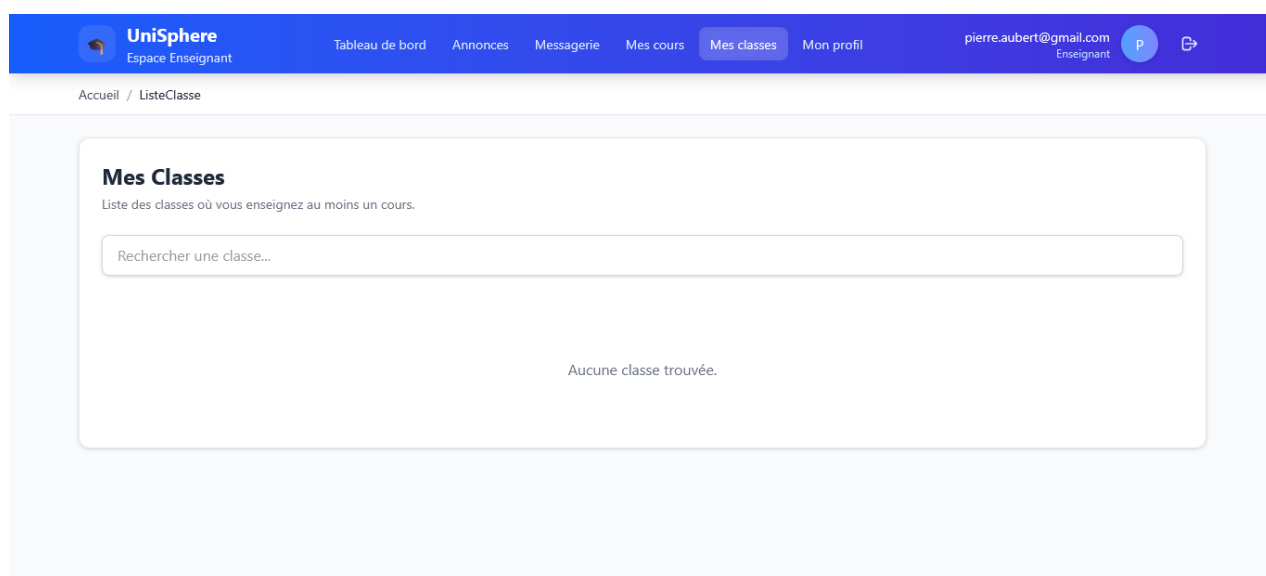 UniSphere
Espace Enseignant
Tableau de bord
Annonces
Messagerie
Mes cours
Mes classes
Mon profil
pierre.aubert@gmail.com
Enseignant
P
Accueil / ListeClasse
Mes Classes
Liste des classes où vous enseignez au moins un cours.
Rechercher une classe...
Aucune classe trouvée.